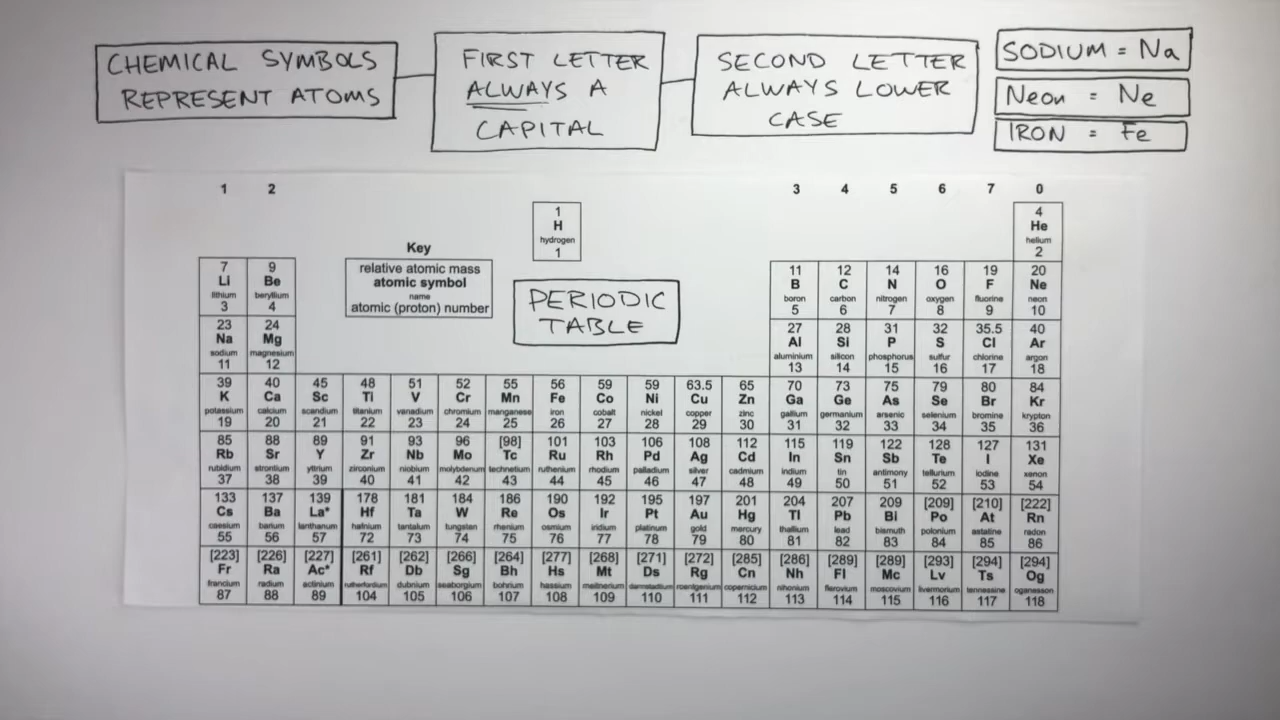 CHEMICAL SYMBOLS
REPRESENT ATOMS
FIRST LETTER
ALWAYS A
CAPITAL
SECOND LETTER
ALWAYS LOWER
CASE
SODIUM = Na
Neon = Ne
IRON = Fe
1 2 3 4 5 6 7 0
1 4
H He
hydrogen helium
1 2
Key
relative atomic mass
atomic symbol
name
atomic (proton) number
PERIODIC
TABLE
7 9 11 12 14 16 19 20
Li Be B C N O F Ne
lithium beryllium boron carbon nitrogen oxygen fluorine neon
3 4 5 6 7 8 9 10
23 24 27 28 31 32 35.5 40
Na Mg Al Si P S Cl Ar
sodium magnesium aluminium silicon phosphorus sulfur chlorine argon
11 12 13 14 15 16 17 18
39 40 45 48 51 52 55 56 59 59 63.5 65 70 73 75 79 80 84
K Ca Sc Ti V Cr Mn Fe Co Ni Cu Zn Ga Ge As Se Br Kr
potassium calcium scandium titanium vanadium chromium manganese iron cobalt nickel copper zinc gallium germanium arsenic selenium bromine krypton
19 20 21 22 23 24 25 26 27 28 29 30 31 32 33 34 35 36
85 88 89 91 93 96 [98] 101 103 106 108 112 115 119 122 128 127 131
Rb Sr Y Zr Nb Mo Tc Ru Rh Pd Ag Cd In Sn Sb Te I Xe
rubidium strontium yttrium zirconium niobium molybdenum technetium ruthenium rhodium palladium silver cadmium indium tin antimony tellurium iodine xenon
37 38 39 40 41 42 43 44 45 46 47 48 49 50 51 52 53 54
133 137 139 178 181 184 186 190 192 195 197 201 204 207 209 [209] [210] [222]
Cs Ba La* Hf Ta W Re Os Ir Pt Au Hg Tl Pb Bi Po At Rn
caesium barium lanthanum hafnium tantalum tungsten rhenium osmium iridium platinum gold mercury thallium lead bismuth polonium astatine radon
55 56 57 72 73 74 75 76 77 78 79 80 81 82 83 84 85 86
[223] [226] [227] [261] [262] [266] [264] [277] [268] [271] [272] [285] [286] [289] [289] [293] [294] [294]
Fr Ra Ac* Rf Db Sg Bh Hs Mt Ds Rg Cn Nh Fl Mc Lv Ts Og
francium radium actinium rutherfordium dubnium seaborgium bohrium hassium meitnerium darmstadtium roentgenium copernicium nihonium flerovium moscovium livermorium tennessine oganesson
87 88 89 104 105 106 107 108 109 110 111 112 113 114 115 116 117 118